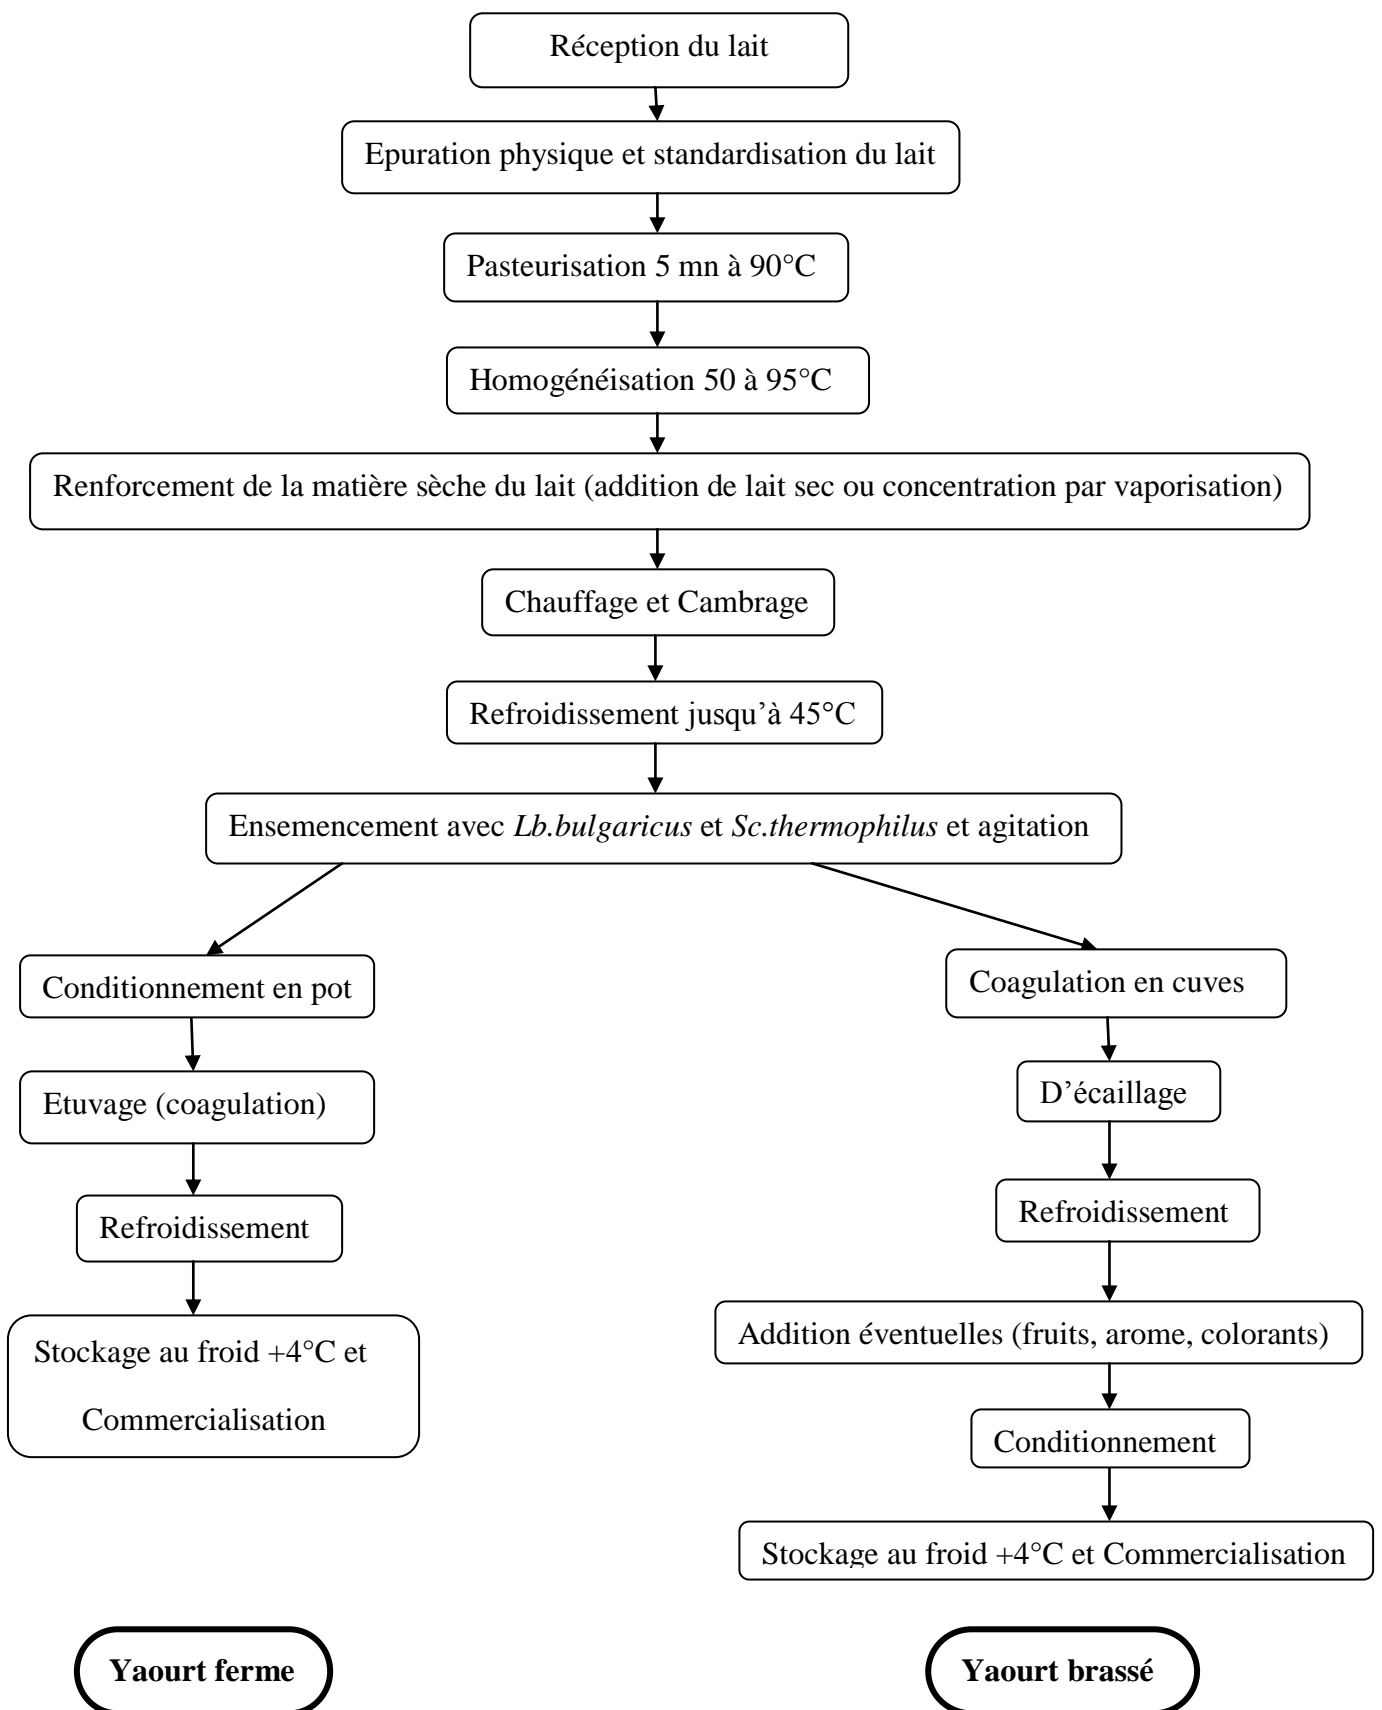 Réception du lait
Epuration physique et standardisation du lait
Pasteurisation 5 mn à 90°C
Homogénéisation 50 à 95°C
Renforcement de la matière sèche du lait (addition de lait sec ou concentration par vaporisation)
Chauffage et Cambrage
Refroidissement jusqu’à 45°C
Ensemencement avec Lb.bulgaricus et Sc.thermophilus et agitation
Conditionnement en pot
Etuvage (coagulation)
Refroidissement
Stockage au froid +4°C et
Commercialisation
Yaourt ferme
Coagulation en cuves
D’écaillage
Refroidissement
Addition éventuelles (fruits, arome, colorants)
Conditionnement
Stockage au froid +4°C et Commercialisation
Yaourt brassé